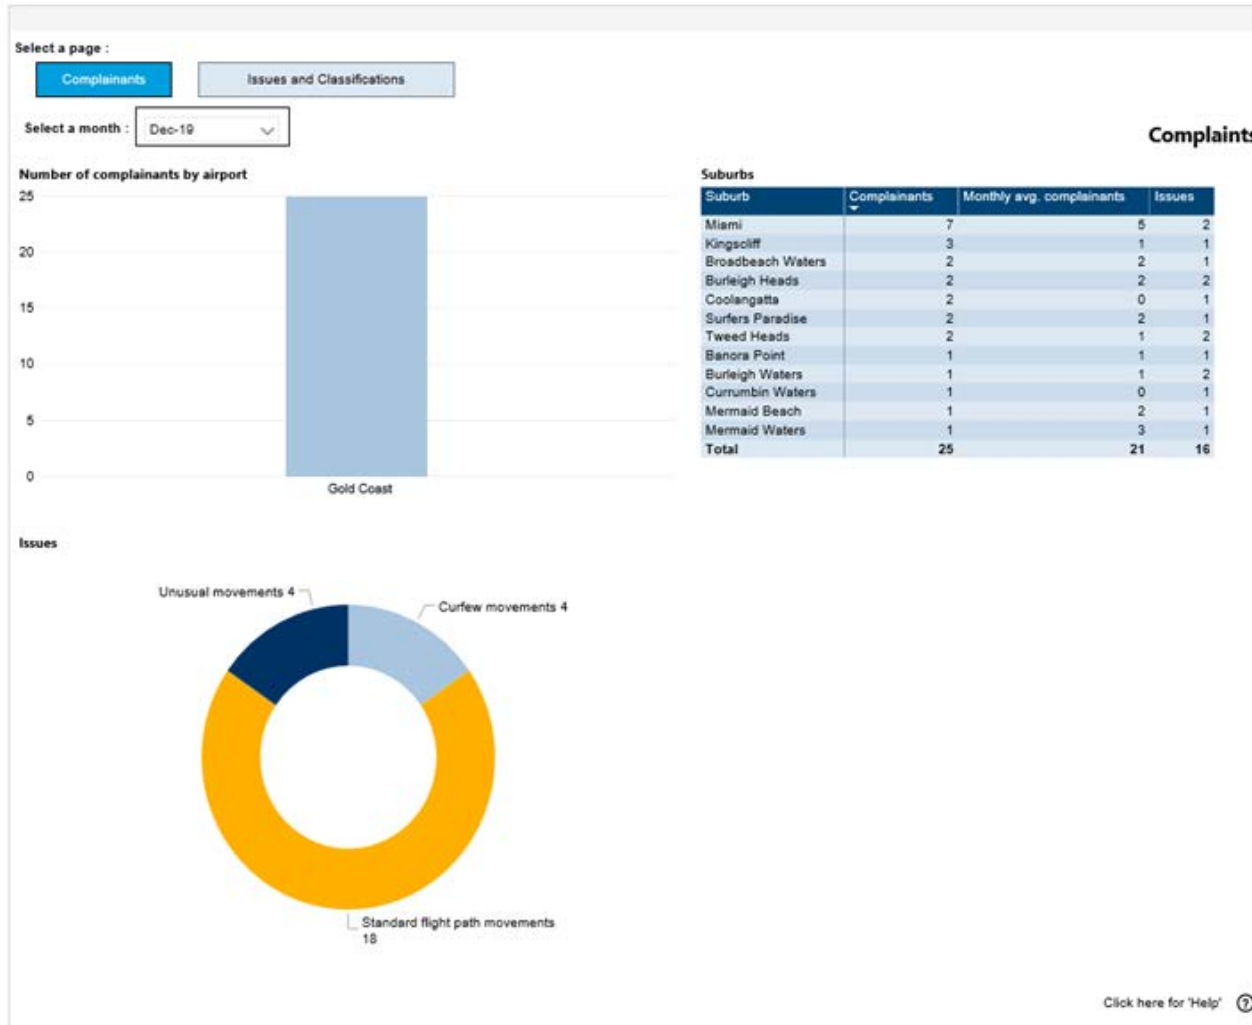 Select a page :
Complainants
Issues and Classifications
Select a month :
Dec-19
Complaints
Number of complainants by airport
25
20
15
10
5
0
Gold Coast
Suburbs
Suburb Complainants Monthly avg. complainants Issues
Miami 7 5 2
Kingscliff 3 1 1
Broadbeach Waters 2 2 1
Burleigh Heads 2 2 2
Coolangatta 2 0 1
Surfers Paradise 2 2 1
Tweed Heads 2 1 2
Banora Point 1 1 1
Burleigh Waters 1 1 2
Currumbin Waters 1 0 1
Mermaid Beach 1 2 1
Mermaid Waters 1 3 1
Total 25 21 16
Issues
Unusual movements 4
Curfew movements 4
Standard flight path movements
18
Click here for 'Help' ?